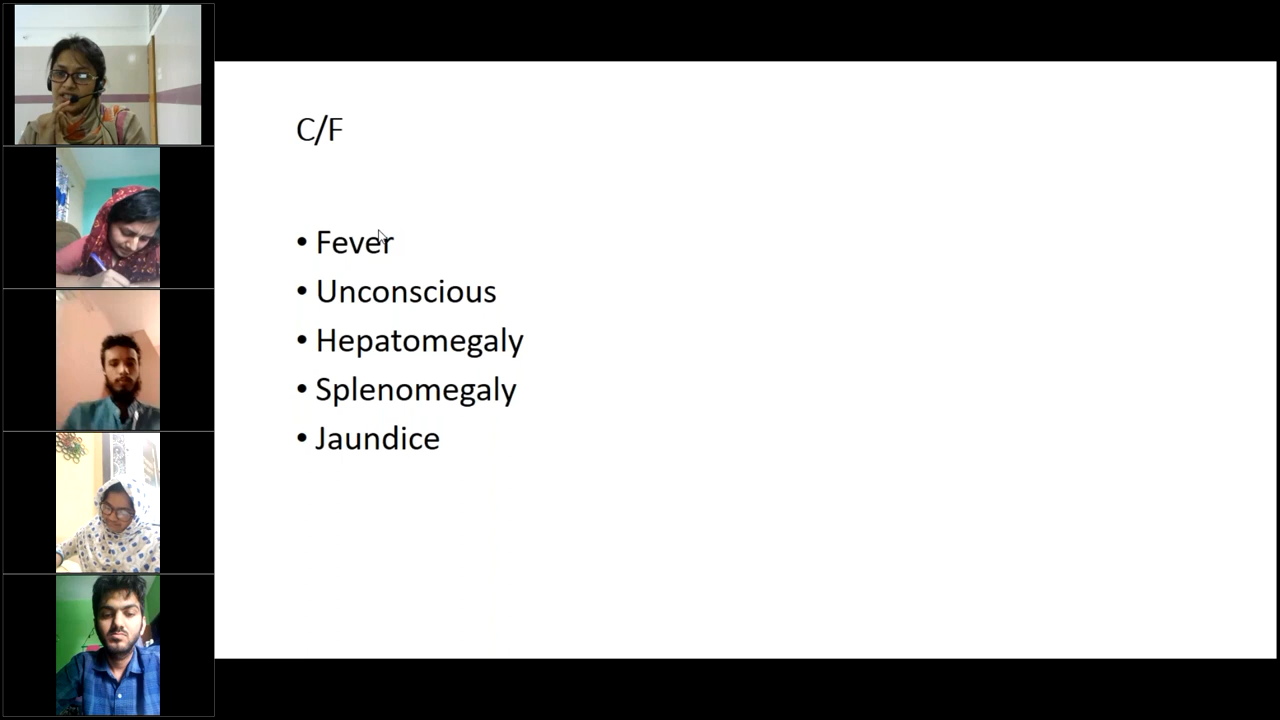 C/F
• Fever
• Unconscious
• Hepatomegaly
• Splenomegaly
• Jaundice